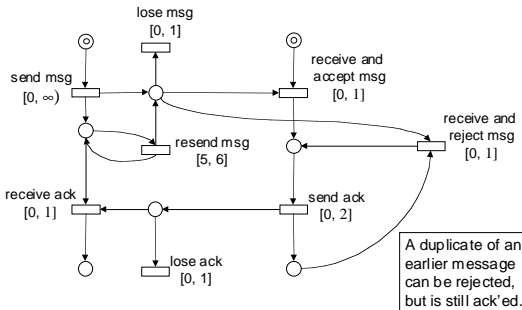 lose msg
[0, 1]
send msg
[0, ∞)
receive and
accept msg
[0, 1]
receive and
reject msg
[0, 1]
resend msg
[5, 6]
receive ack
[0, 1]
send ack
[0, 2]
lose ack
[0, 1]
A duplicate of an
earlier message
can be rejected,
but is still ack'ed.